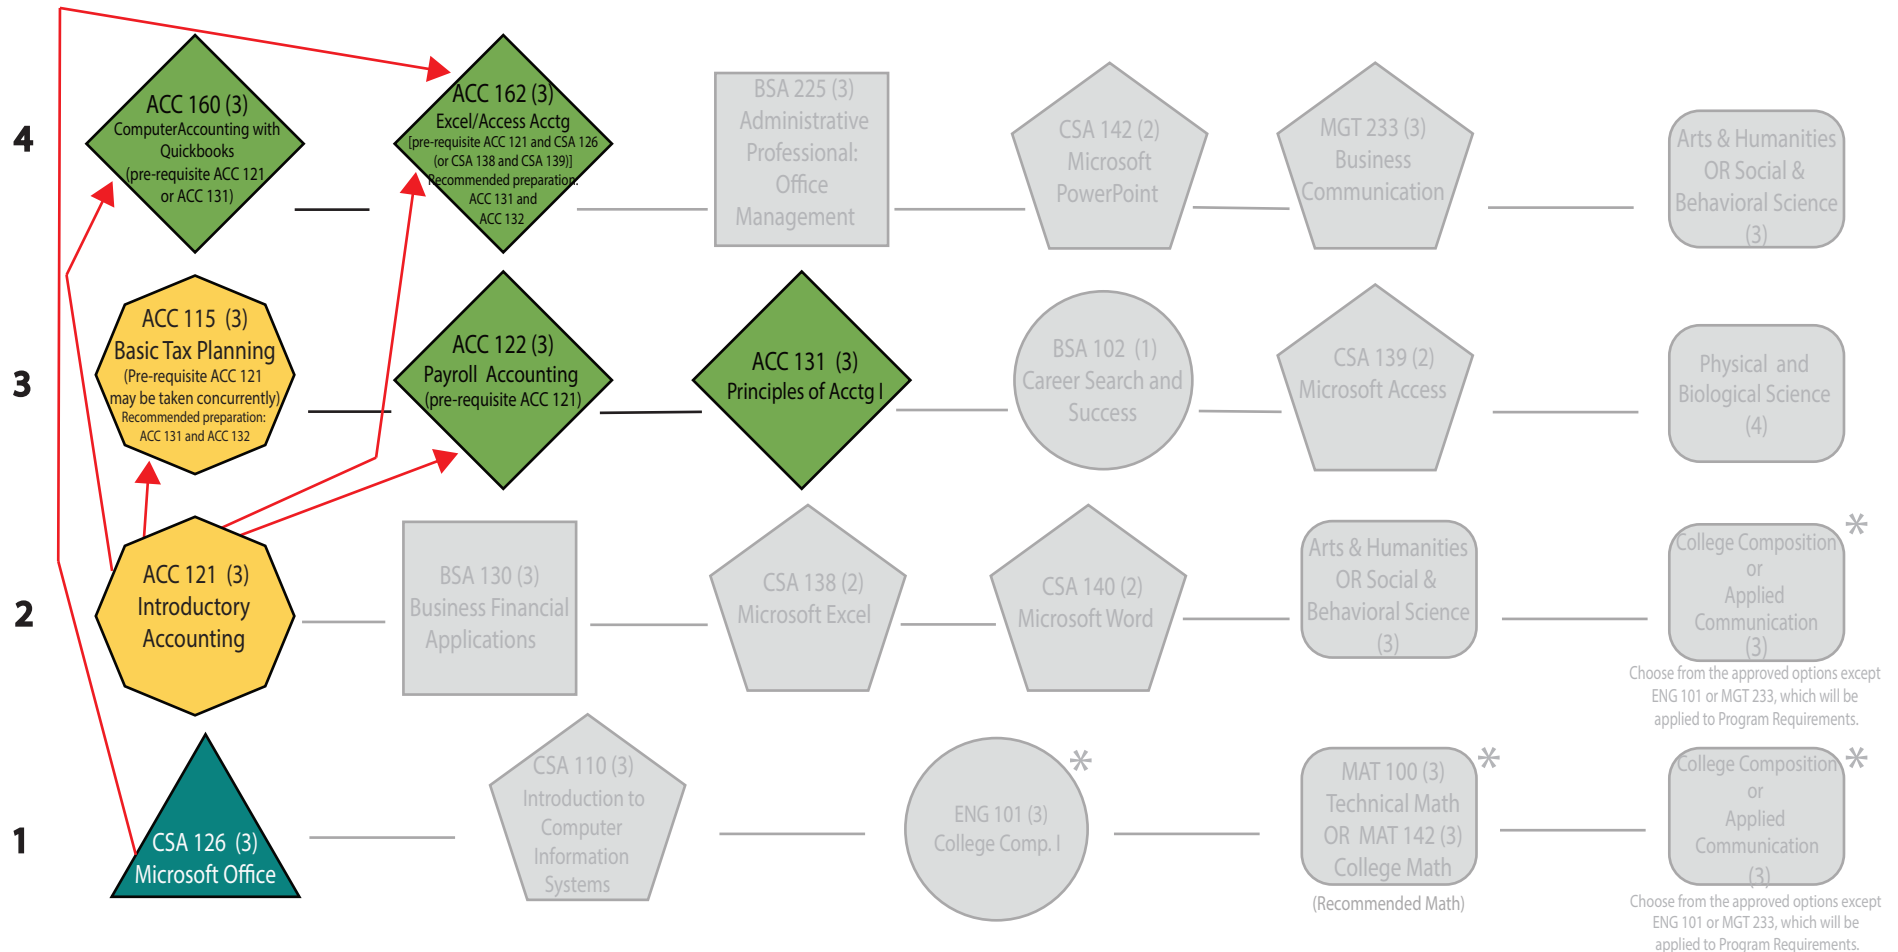 4
ACC 160 (3)
ComputerAccounting with
Quickbooks
(pre-requisite ACC 121
or ACC 131)
ACC 162 (3)
Excel/Access Acctg
[pre-requisite ACC 121 and CSA 126
(or CSA 138 and CSA 139)]
Recommended preparation:
ACC 131 and
ACC 132
BSA 225 (3)
Administrative
Professional:
Office
Management
CSA 142 (2)
Microsoft
PowerPoint
MGT 233 (3)
Business
Communication
Arts & Humanities
OR Social &
Behavioral Science
(3)
3
ACC 115 (3)
Basic Tax Planning
(Pre-requisite ACC 121
may be taken concurrently)
Recommended preparation:
ACC 131 and ACC 132
ACC 122 (3)
Payroll Accounting
(pre-requisite ACC 121)
ACC 131 (3)
Principles of Acctg I
BSA 102 (1)
Career Search and
Success
CSA 139 (2)
Microsoft Access
Physical and
Biological Science
(4)
2
ACC 121 (3)
Introductory
Accounting
BSA 130 (3)
Business Financial
Applications
CSA 138 (2)
Microsoft Excel
CSA 140 (2)
Microsoft Word
Arts & Humanities
OR Social &
Behavioral Science
(3)
College Composition *
or
Applied
Communication
(3)
Choose from the approved options except
ENG 101 or MGT 233, which will be
applied to Program Requirements.
1
CSA 126 (3)
Microsoft Office
CSA 110 (3)
Introduction to
Computer
Information
Systems
*
ENG 101 (3)
College Comp. I
*
MAT 100 (3)
Technical Math
OR MAT 142 (3)
College Math
(Recommended Math)
College Composition *
or
Applied
Communication
(3)
Choose from the approved options except
ENG 101 or MGT 233, which will be
applied to Program Requirements.